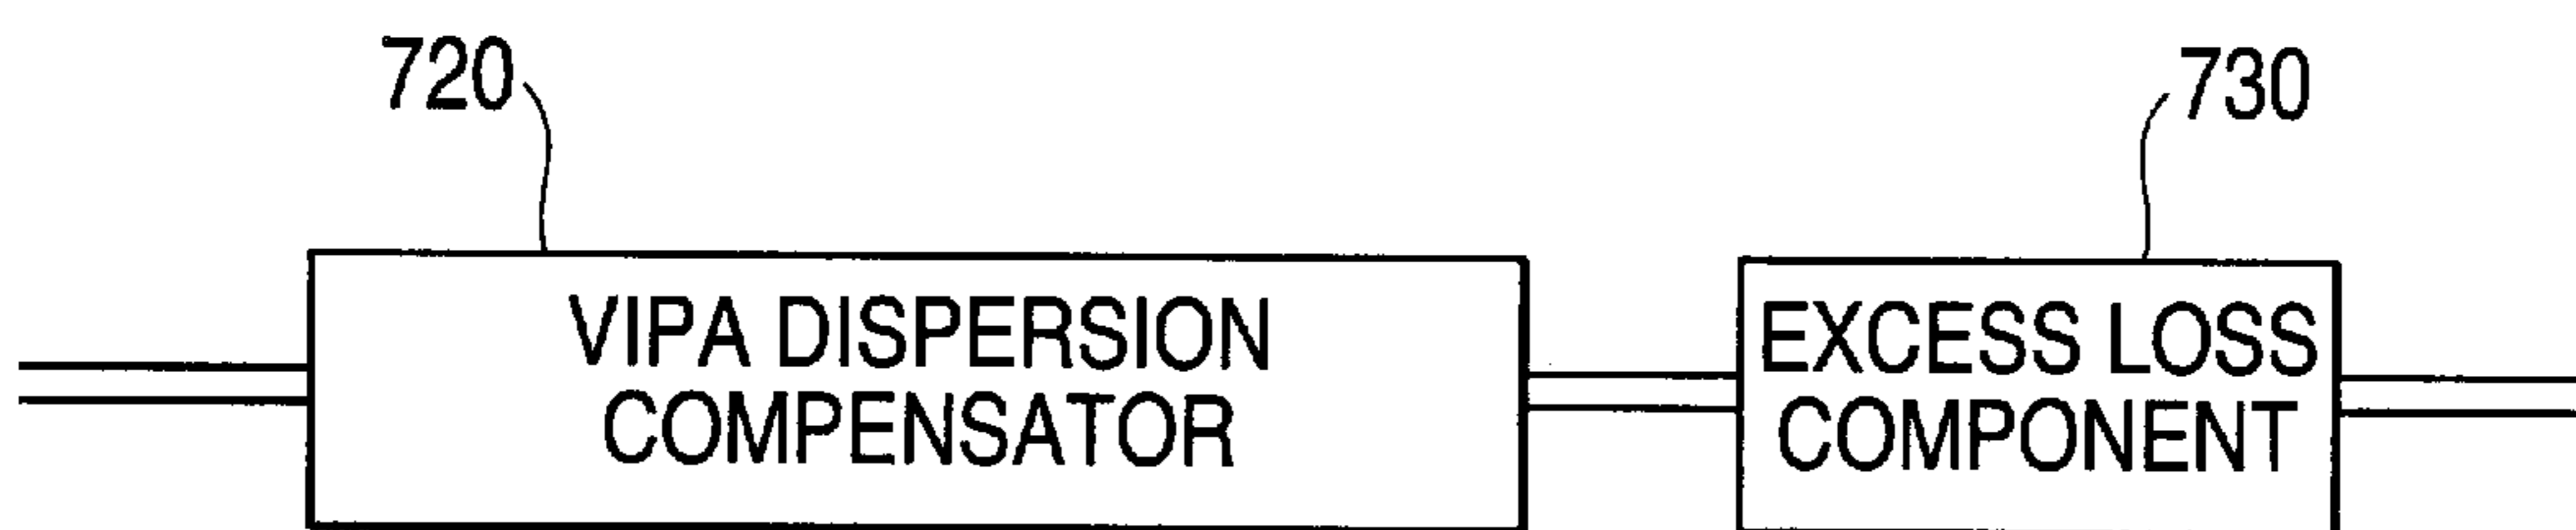 720
730
VIPA DISPERSION
COMPENSATOR
EXCESS LOSS
COMPONENT